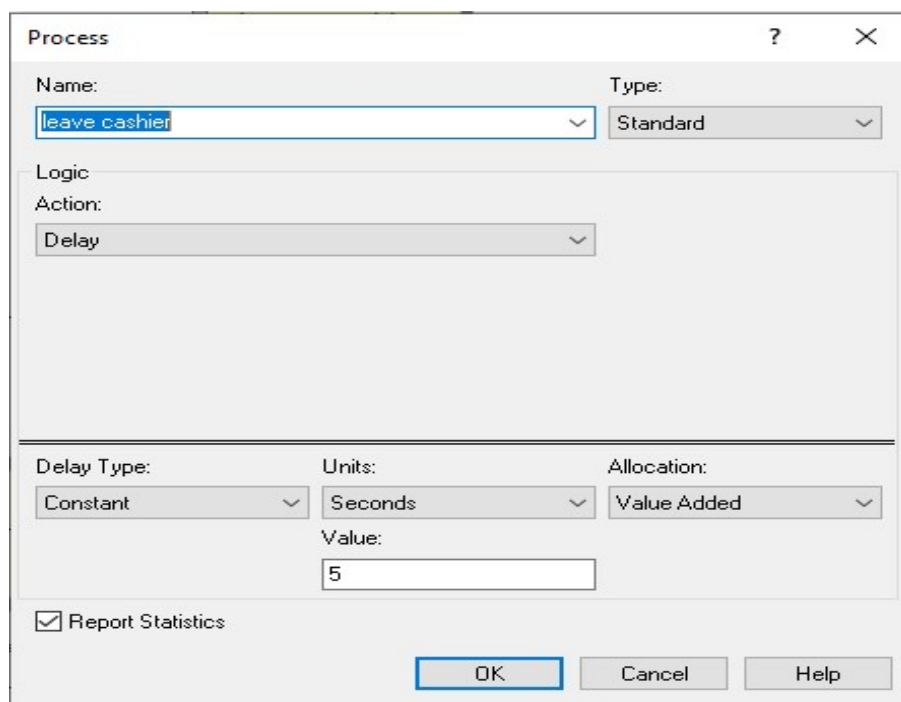 Process ?
Name: Type:
leave cashier Standard
Logic
Action:
Delay
Delay Type: Units: Allocation:
Constant Seconds Value Added
Value:
5
Report Statistics
OK Cancel Help